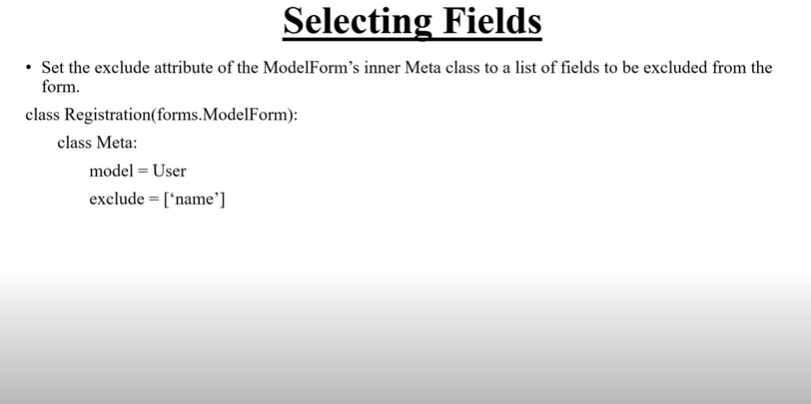 Selecting Fields
• Set the exclude attribute of the ModelForm’s inner Meta class to a list of fields to be excluded from the
form.
class Registration(forms.ModelForm):
class Meta:
model = User
exclude = [‘name’]